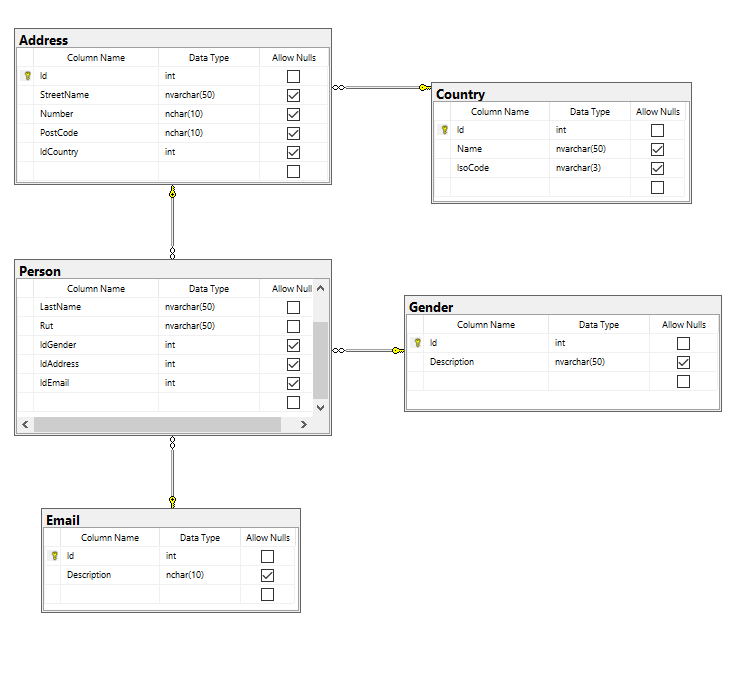 Address
Column Name Data Type Allow Nulls
Id int
StreetName nvarchar(50)
Number nchar(10)
PostCode nchar(10)
IdCountry int
Country
Column Name Data Type Allow Nulls
Id int
Name nvarchar(50)
IsoCode nvarchar(3)
Person
Column Name Data Type Allow Null
LastName nvarchar(50)
Rut nvarchar(50)
IdGender int
IdAddress int
IdEmail int
Gender
Column Name Data Type Allow Nulls
Id int
Description nvarchar(50)
Email
Column Name Data Type Allow Nulls
Id int
Description nchar(10)